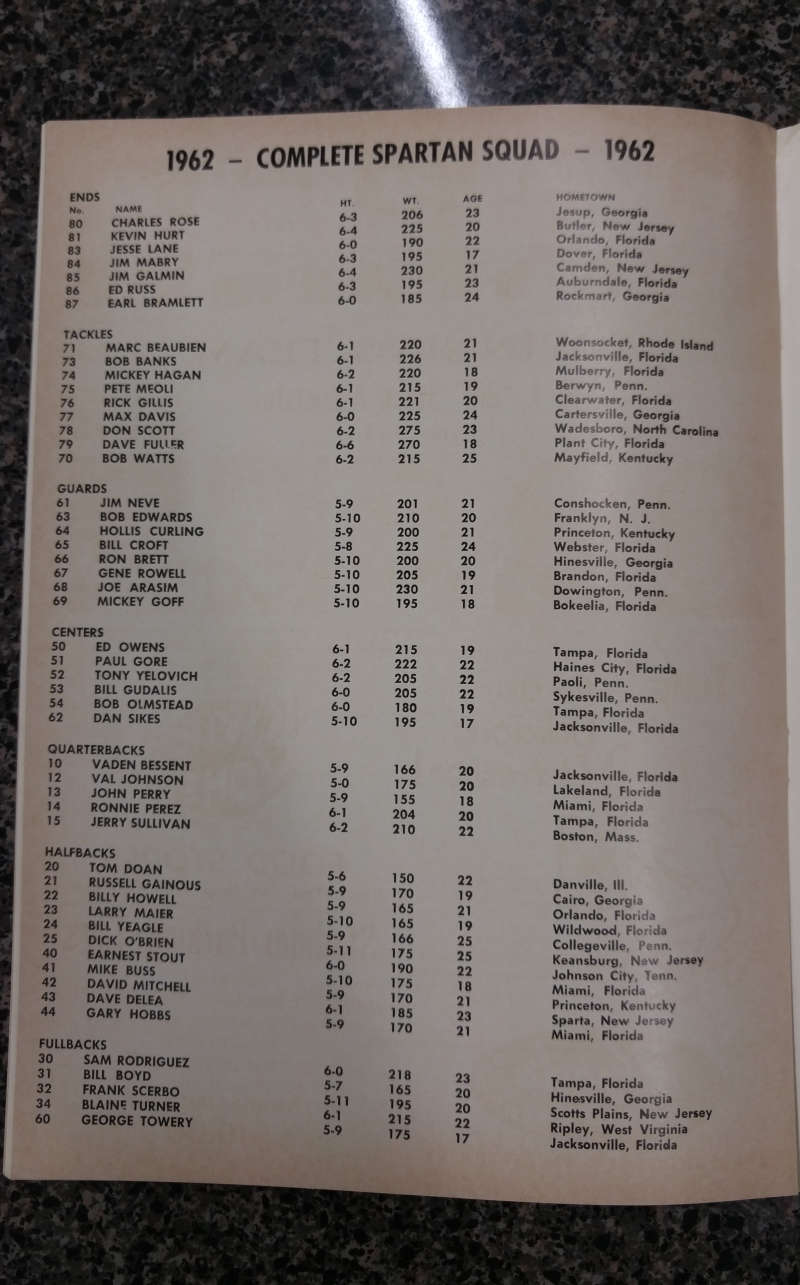 1962 – COMPLETE SPARTAN SQUAD – 1962
ENDS
No. NAME HT. WT. AGE HOMETOWN
80 CHARLES ROSE 6-3 206 23 Jesup, Georgia
81 KEVIN HURT 6-4 225 20 Butler, New Jersey
83 JESSE LANE 6-0 190 22 Orlando, Florida
84 JIM MABRY 6-3 195 17 Dover, Florida
85 JIM GALMIN 6-4 230 21 Camden, New Jersey
86 ED RUSS 6-3 195 23 Auburndale, Florida
87 EARL BRAMLETT 6-0 185 24 Rockmart, Georgia
TACKLES
71 MARC BEAUBIEN 6-1 220 21 Woonsocket, Rhode Island
73 BOB BANKS 6-1 226 21 Jacksonville, Florida
74 MICKEY HAGAN 6-2 220 18 Mulberry, Florida
75 PETE MEOLI 6-1 215 19 Berwyn, Penn.
76 RICK GILLIS 6-1 221 20 Clearwater, Florida
77 MAX DAVIS 6-0 225 24 Cartersville, Georgia
78 DON SCOTT 6-2 275 23 Wadesboro, North Carolina
79 DAVE FULLER 6-6 270 18 Plant City, Florida
70 BOB WATTS 6-2 215 25 Mayfield, Kentucky
GUARDS
61 JIM NEVE 5-9 201 21 Conshocken, Penn.
63 BOB EDWARDS 5-10 210 20 Franklyn, N. J.
64 HOLLIS CURLING 5-9 200 21 Princeton, Kentucky
65 BILL CROFT 5-8 225 24 Webster, Florida
66 RON BRETT 5-10 200 20 Hinesville, Georgia
67 GENE ROWELL 5-10 205 19 Brandon, Florida
68 JOE ARASIM 5-10 230 21 Dowington, Penn.
69 MICKEY GOFF 5-10 195 18 Bokeelia, Florida
CENTERS
50 ED OWENS 6-1 215 19 Tampa, Florida
51 PAUL GORE 6-2 222 22 Haines City, Florida
52 TONY YELOVICH 6-2 205 22 Paoli, Penn.
53 BILL GUDALIS 6-0 205 22 Sykesville, Penn.
54 BOB OLMSTEAD 6-0 180 19 Tampa, Florida
62 DAN SIKES 5-10 195 17 Jacksonville, Florida
QUARTERBACKS
10 VADEN BESSENT 5-9 166 20 Jacksonville, Florida
12 VAL JOHNSON 5-0 175 20 Lakeland, Florida
13 JOHN PERRY 5-9 155 18 Miami, Florida
14 RONNIE PEREZ 6-1 204 20 Tampa, Florida
15 JERRY SULLIVAN 6-2 210 22 Boston, Mass.
HALFBACKS
20 TOM DOAN 5-6 150 22 Danville, Ill.
21 RUSSELL GAINOUS 5-9 170 19 Cairo, Georgia
22 BILLY HOWELL 5-9 165 21 Orlando, Florida
23 LARRY MAIER 5-10 165 19 Wildwood, Florida
24 BILL YEAGLE 5-9 166 25 Collegeville, Penn.
25 DICK O'BRIEN 5-11 175 25 Keansburg, New Jersey
40 EARNEST STOUT 6-0 190 22 Johnson City, Tenn.
41 MIKE BUSS 5-10 175 18 Miami, Florida
42 DAVID MITCHELL 5-9 170 21 Princeton, Kentucky
43 DAVE DELEA 6-1 185 23 Sparta, New Jersey
44 GARY HOBBS 5-9 170 21 Miami, Florida
FULLBACKS
30 SAM RODRIGUEZ 6-0 218 23 Tampa, Florida
31 BILL BOYD 5-7 165 20 Hinesville, Georgia
32 FRANK SCERBO 5-11 195 20 Scotts Plains, New Jersey
34 BLAINE TURNER 6-1 215 22 Ripley, West Virginia
60 GEORGE TOWERY 5-9 175 17 Jacksonville, Florida